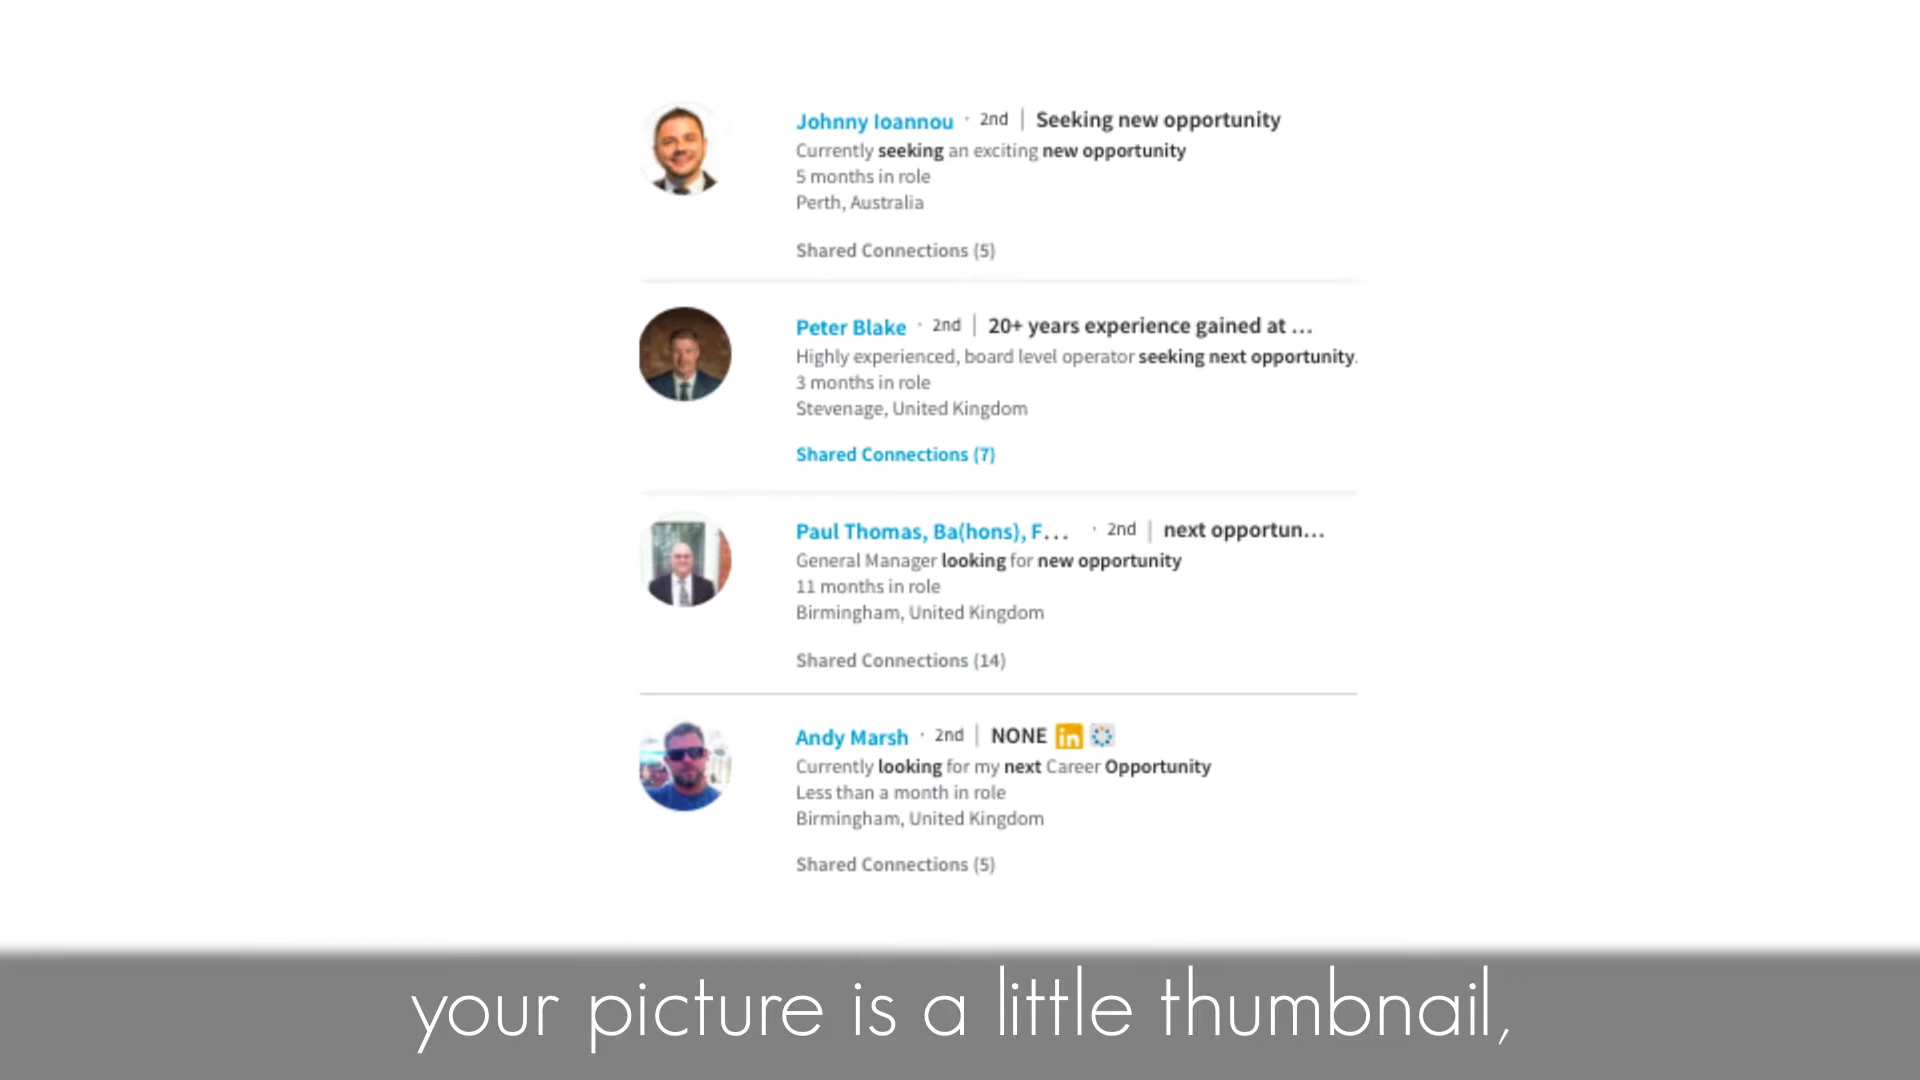 Johnny Ioannou · 2nd | Seeking new opportunity
Currently seeking an exciting new opportunity
5 months in role
Perth, Australia
Shared Connections (5)
Peter Blake · 2nd | 20+ years experience gained at ...
Highly experienced, board level operator seeking next opportunity.
3 months in role
Stevenage, United Kingdom
Shared Connections (7)
Paul Thomas, Ba(hons), F... · 2nd | next opportun...
General Manager looking for new opportunity
11 months in role
Birmingham, United Kingdom
Shared Connections (14)
Andy Marsh · 2nd | NONE in
Currently looking for my next Career Opportunity
Less than a month in role
Birmingham, United Kingdom
Shared Connections (5)
your picture is a little thumbnail,